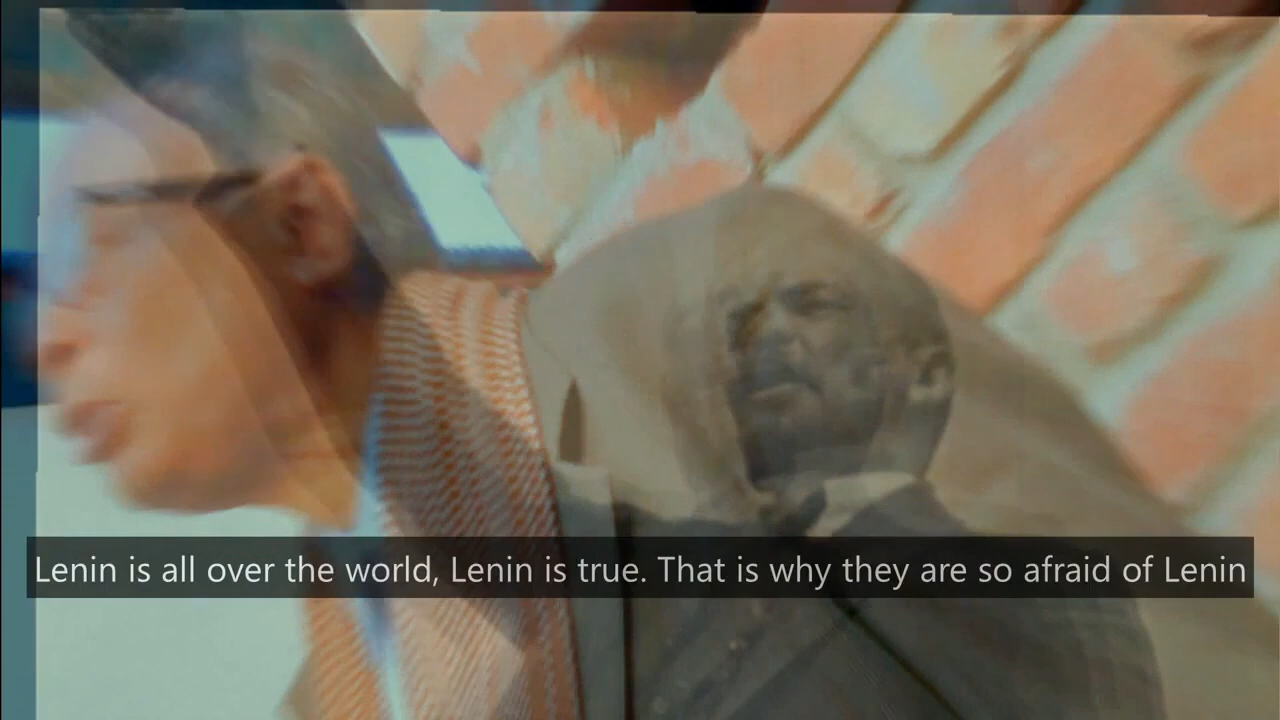 Lenin is all over the world, Lenin is true. That is why they are so afraid of Lenin